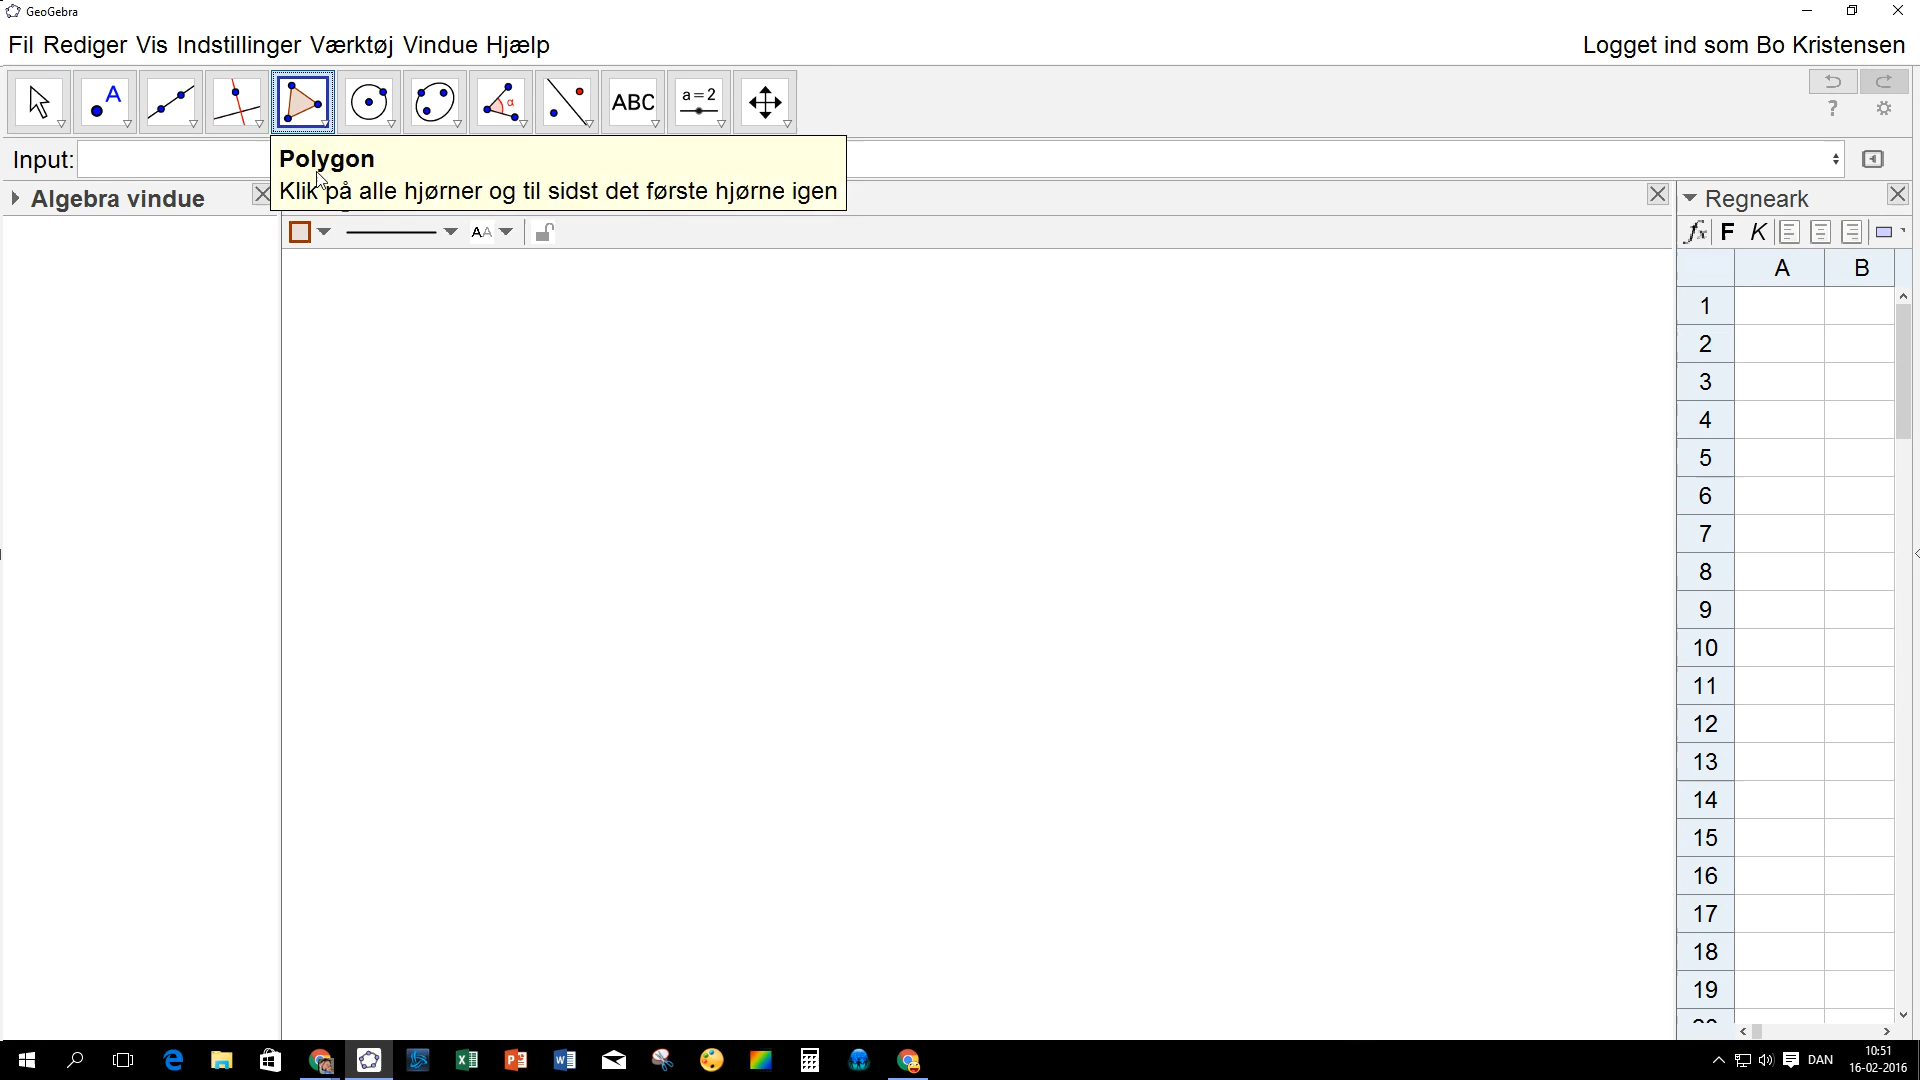 GeoGebra
Fil Rediger Vis Indstillinger Værktøj Vindue Hjælp
Logget ind som Bo Kristensen
A
α
ABC
a=2
?
Input:
Polygon
Klik på alle hjørner og til sidst det første hjørne igen
Algebra vindue
Regneark
AA
fx F K
A B
1
2
3
4
5
6
7
8
9
10
11
12
13
14
15
16
17
18
19
DAN
10:51
16-02-2016